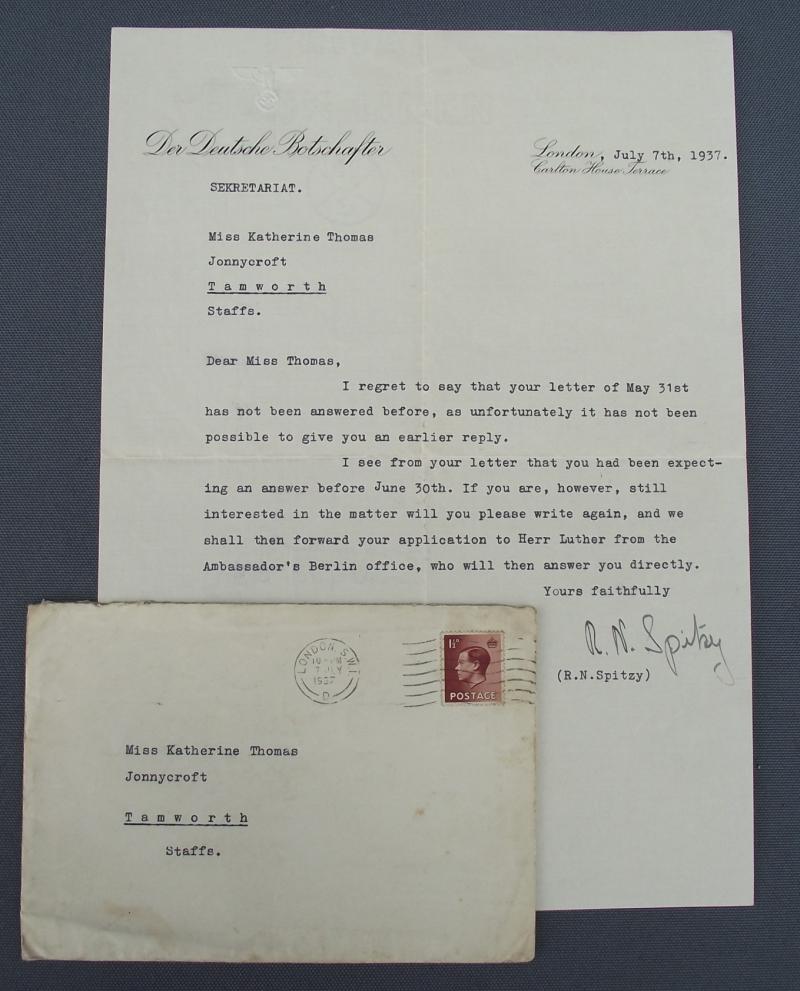 Der Deutsche Botschafter
London, July 7th, 1937.
Carlton House Terrace
SEKRETARIAT.
Miss Katherine Thomas
Jonnycroft
T a m w o r t h
Staffs.
Dear Miss Thomas,
I regret to say that your letter of May 31st
has not been answered before, as unfortunately it has not been
possible to give you an earlier reply.
I see from your letter that you had been expect-
ing an answer before June 30th. If you are, however, still
interested in the matter will you please write again, and we
shall then forward your application to Herr Luther from the
Ambassador's Berlin office, who will then answer you directly.
Yours faithfully
R. N. Spitzy
(R.N.Spitzy)
LONDON. S.W.1
7 JLY
1937
D
1½D
POSTAGE
Miss Katherine Thomas
Jonnycroft
T a m w o r t h
Staffs.